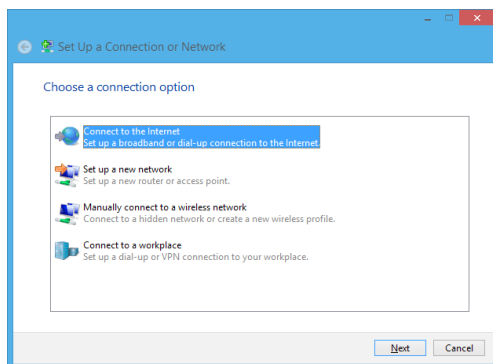 Set Up a Connection or Network
Choose a connection option
Connect to the Internet
Set up a broadband or dial-up connection to the Internet.
Set up a new network
Set up a new router or access point.
Manually connect to a wireless network
Connect to a hidden network or create a new wireless profile.
Connect to a workplace
Set up a dial-up or VPN connection to your workplace.
Next Cancel